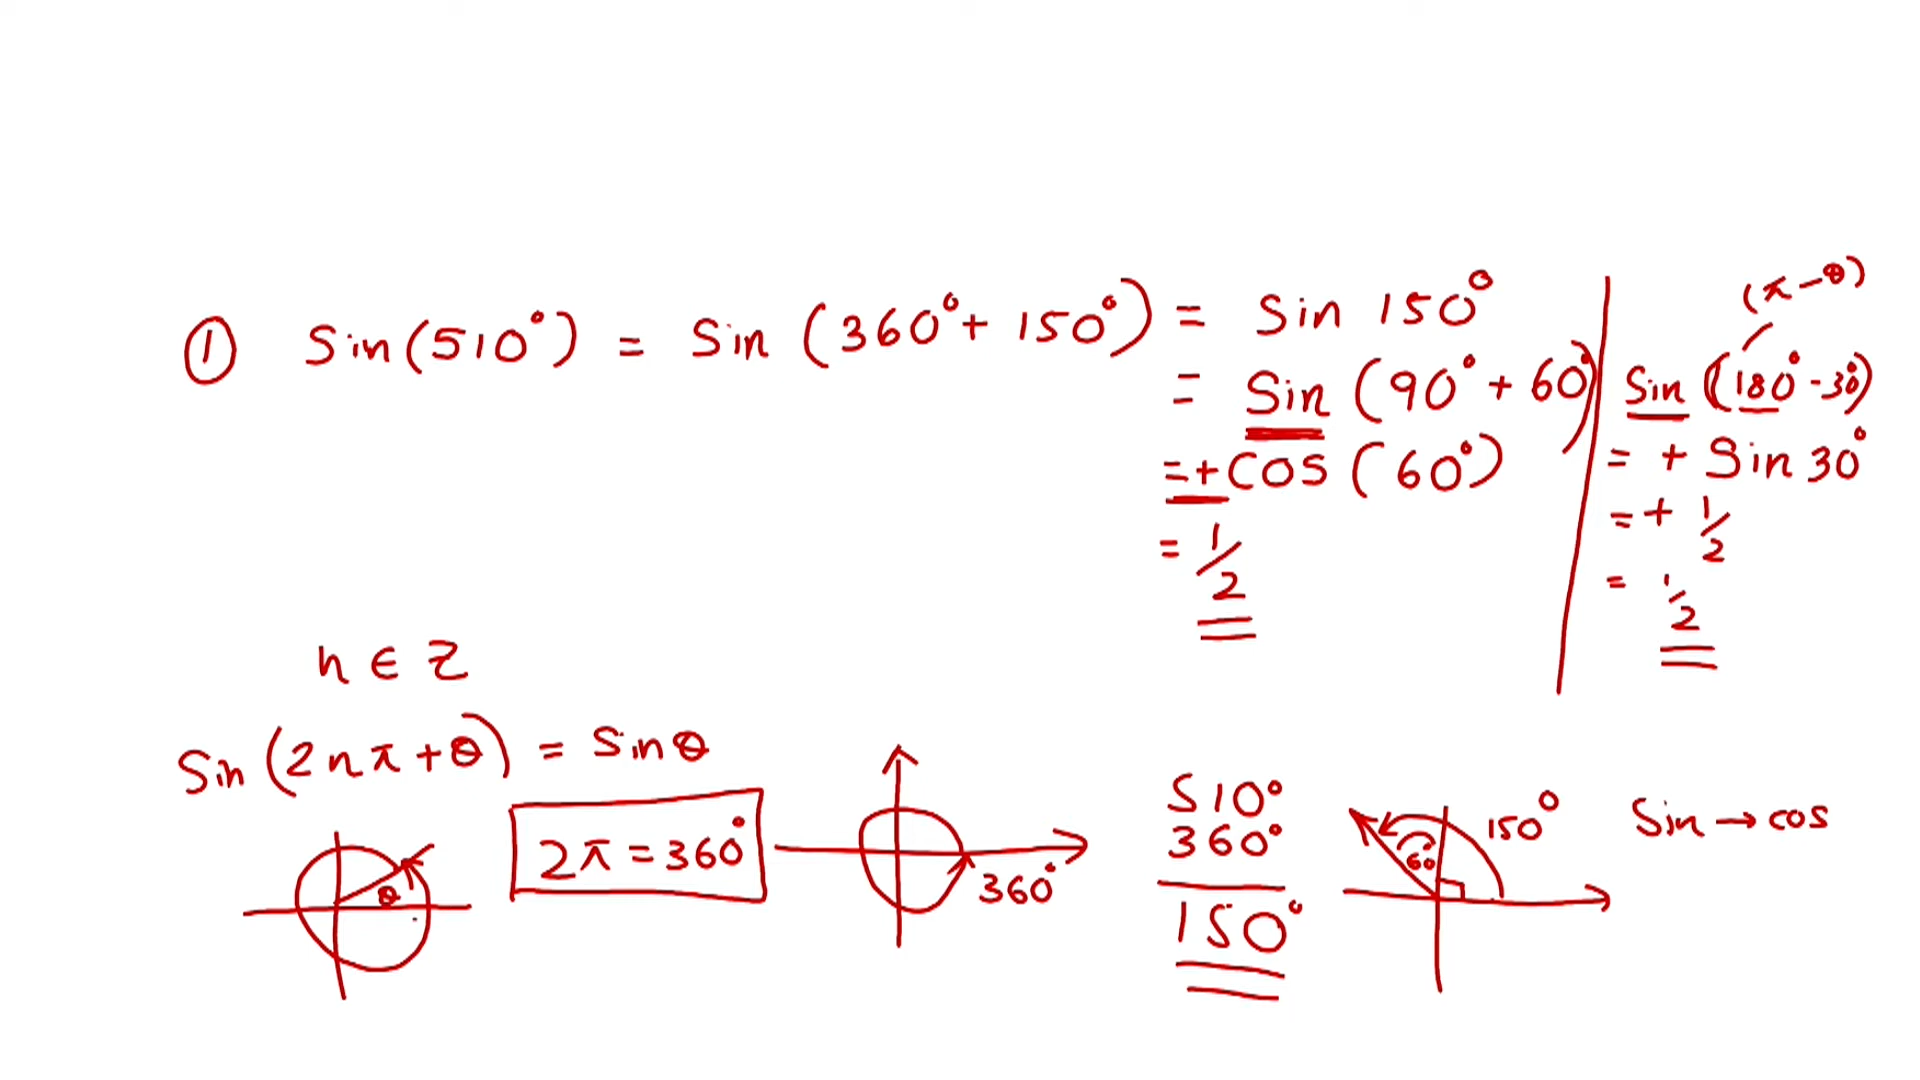 ① Sin(510°) = Sin (360° + 150°) = Sin 150°
= Sin (90° + 60°)
= + COS (60°)
= 1/2
(π - θ)
Sin (180° - 30°)
= + Sin 30°
= + 1/2
= 1/2
n ∈ Z
Sin (2nπ + θ) = Sin θ
θ
2π = 360°
360°
510°
360°
150°
60
150°
Sin → cos